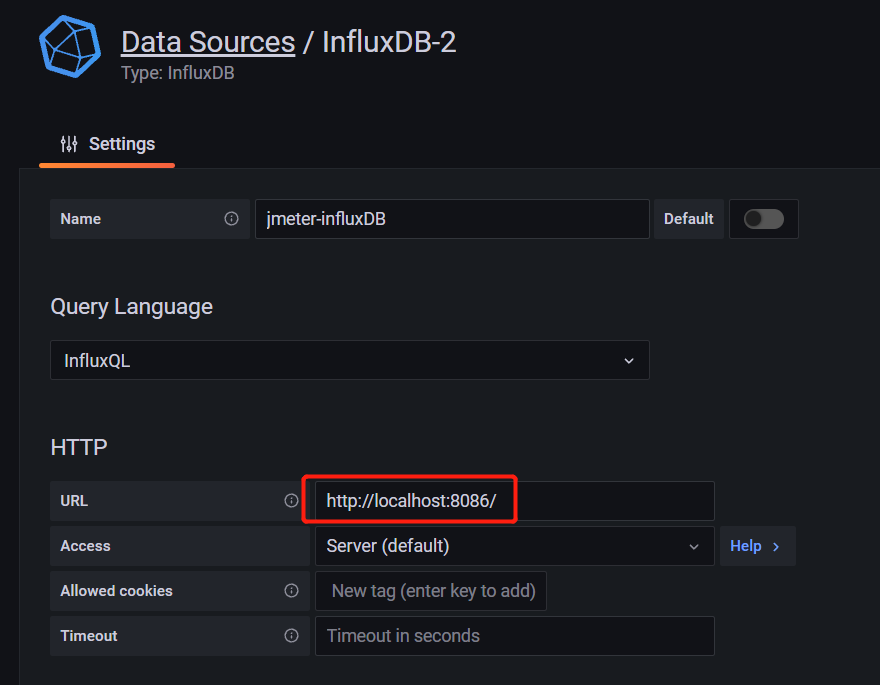 Data Sources / InfluxDB-2
Type: InfluxDB
Settings
Name jmeter-influxDB Default
Query Language
InfluxQL
HTTP
URL http://localhost:8086/
Access Server (default) Help >
Allowed cookies New tag (enter key to add)
Timeout Timeout in seconds